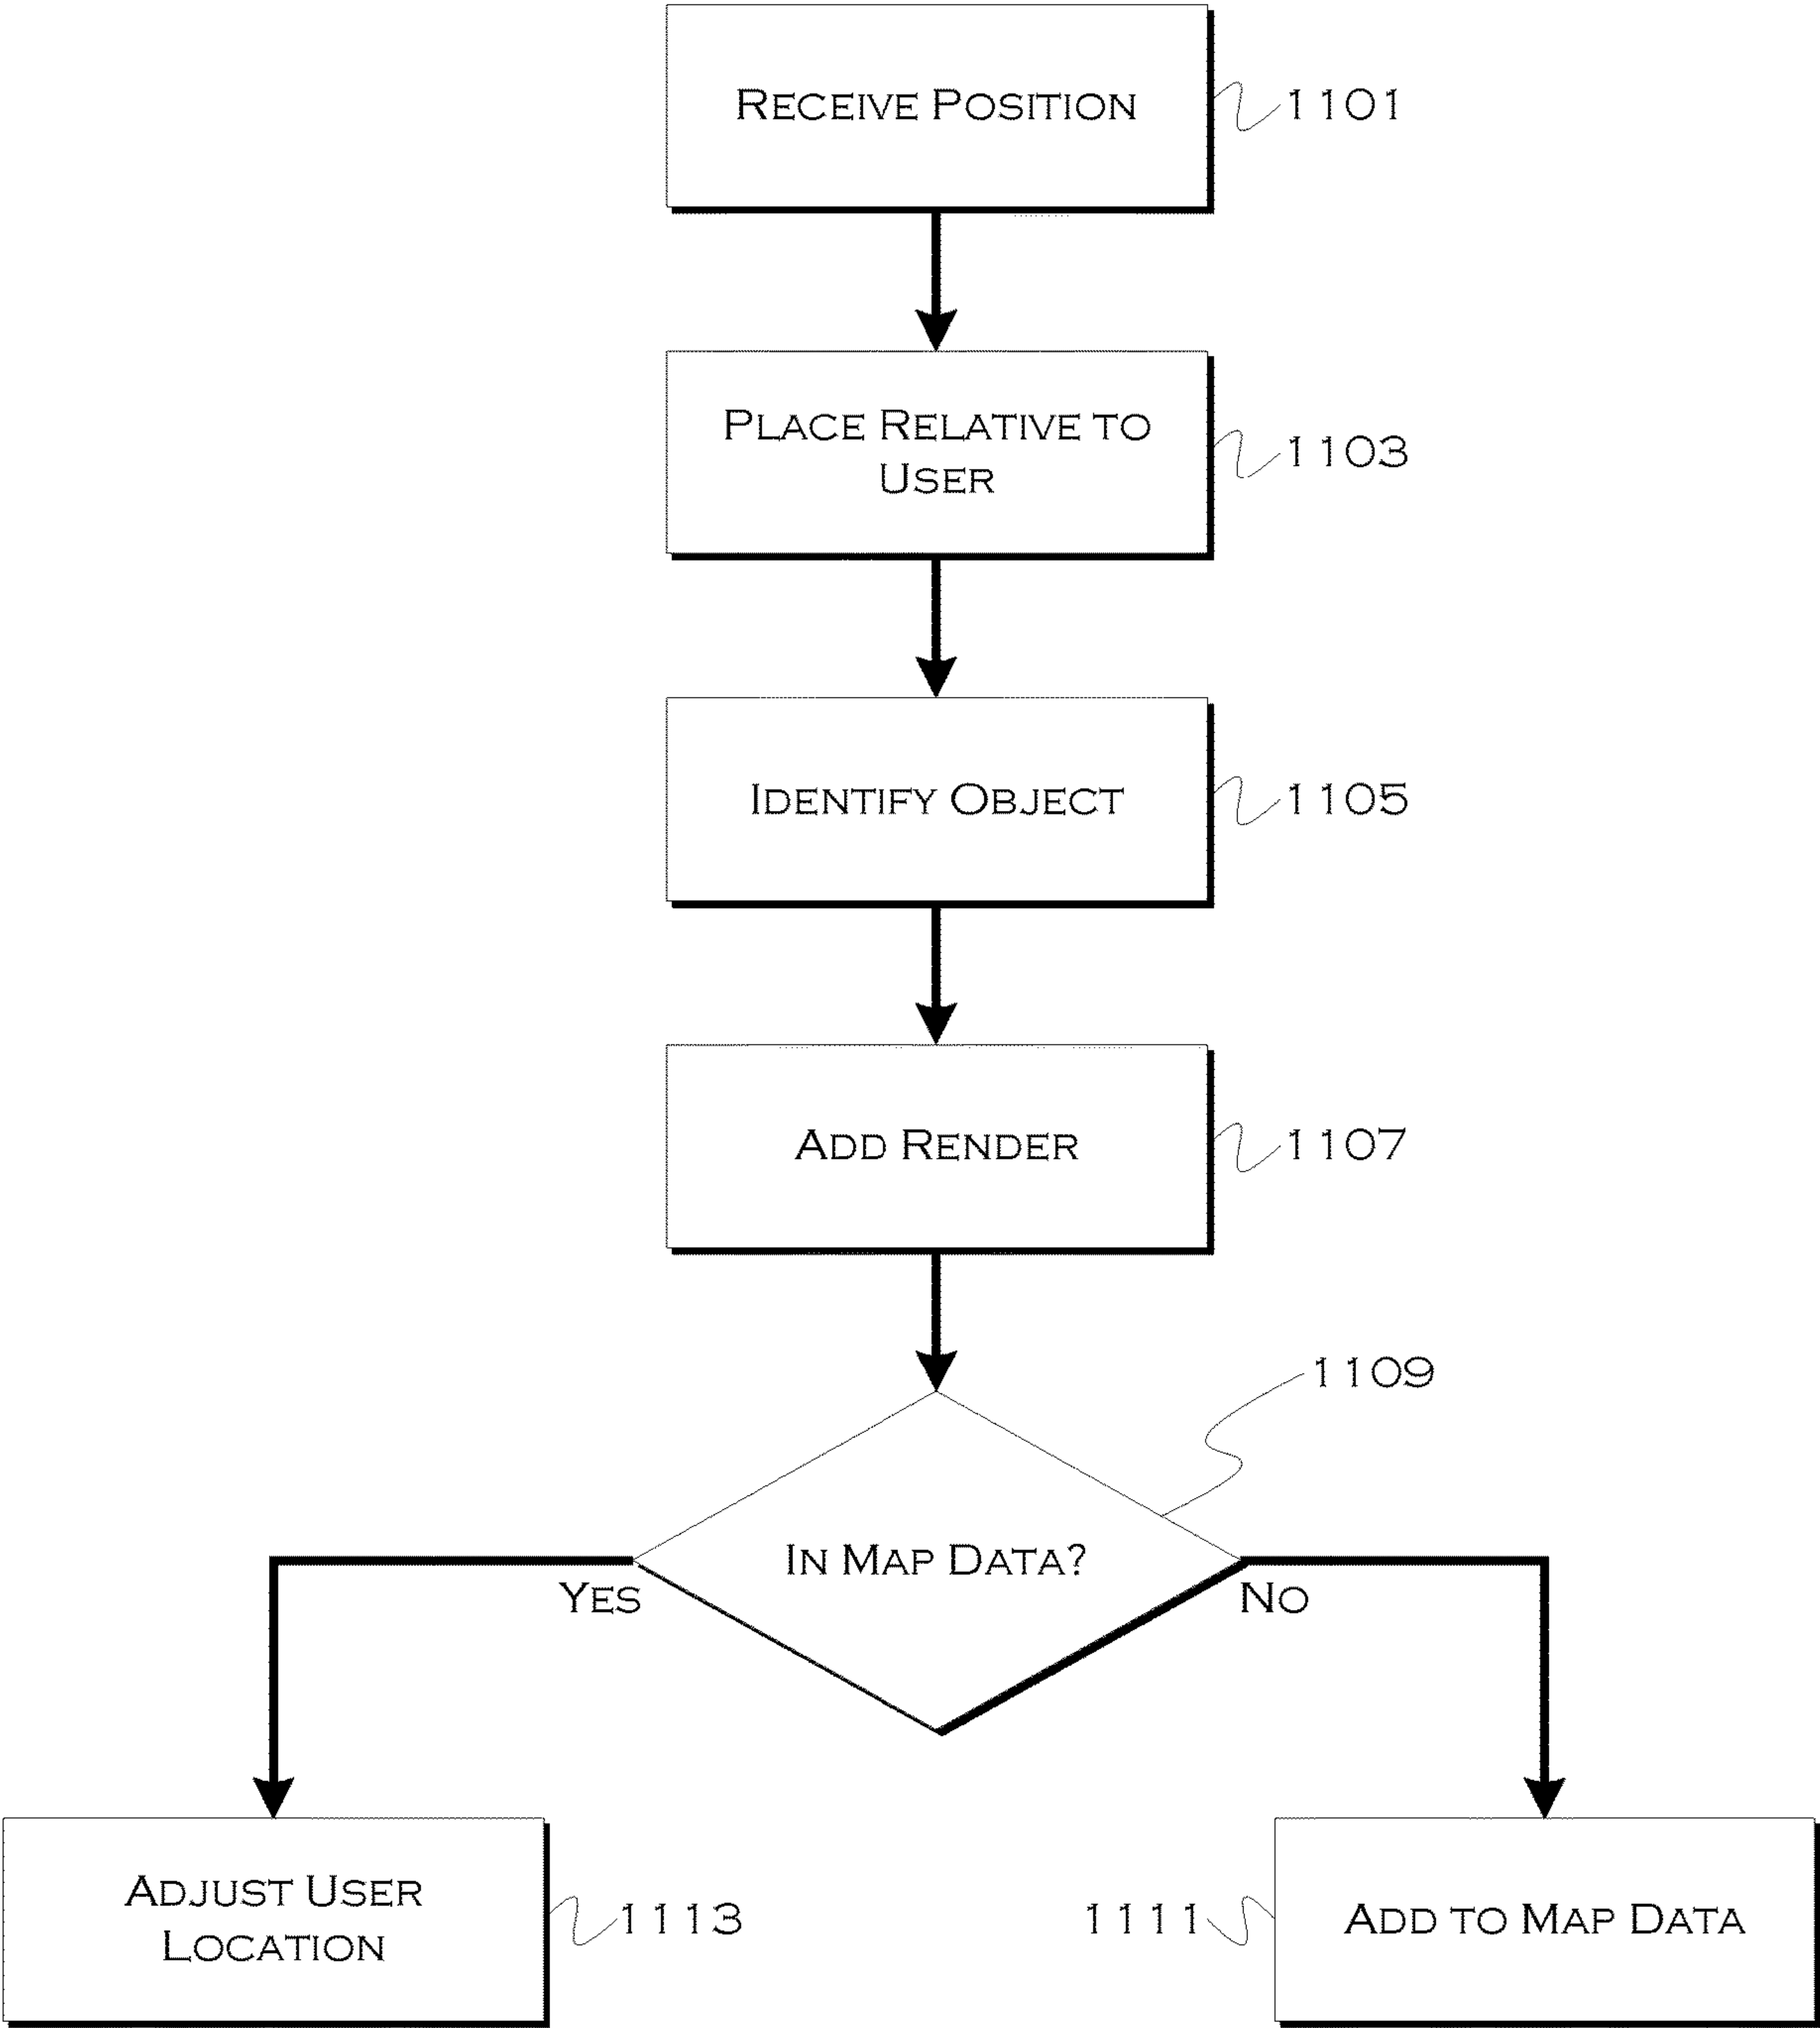 RECEIVE POSITION
1101
PLACE RELATIVE TO
USER
1103
IDENTIFY OBJECT
1105
ADD RENDER
1107
1109
IN MAP DATA?
YES
NO
ADJUST USER
LOCATION
1113
1111
ADD TO MAP DATA